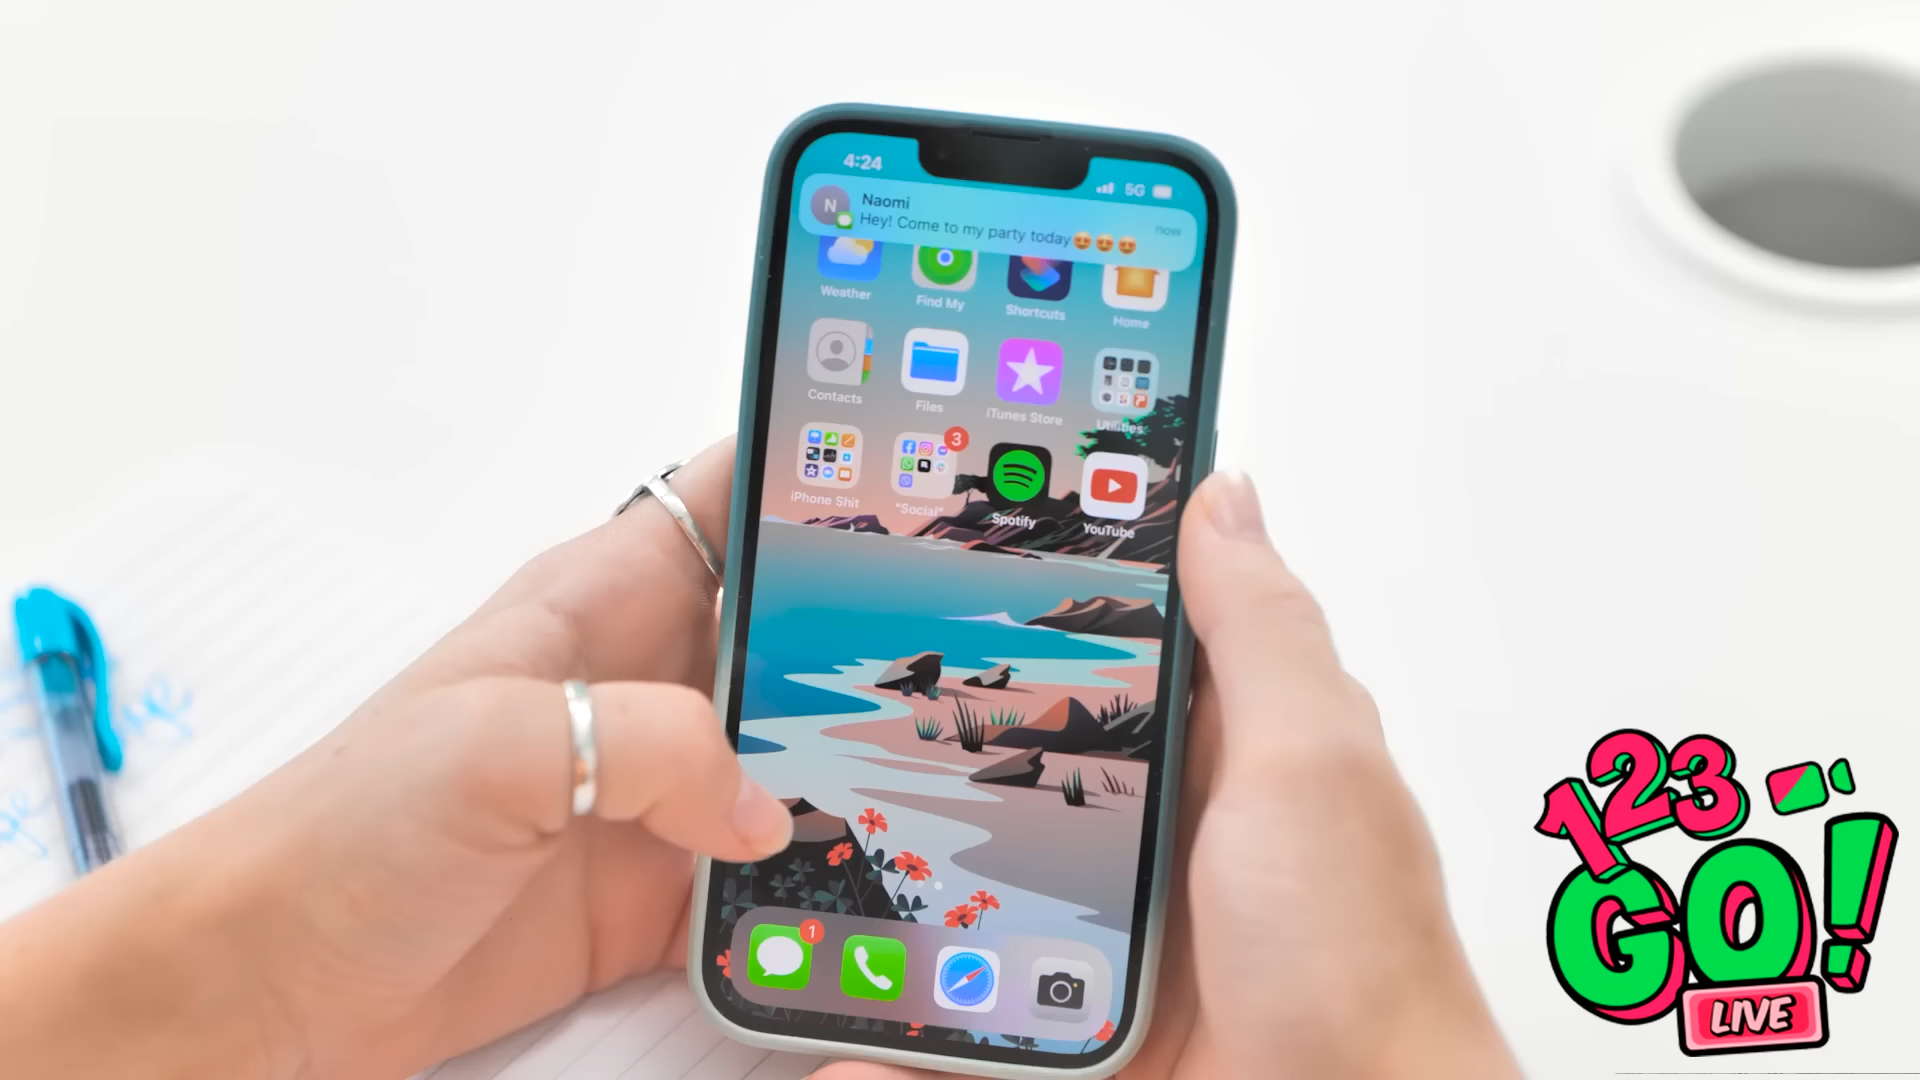 4:24
5G
N
Naomi
Hey! Come to my party today😍😍😍
now
Weather
Find My
Shortcuts
Home
Contacts
Files
iTunes Store
Utilities
3
iPhone Shit
"Social"
Spotify
YouTube
1
123
GO!
LIVE